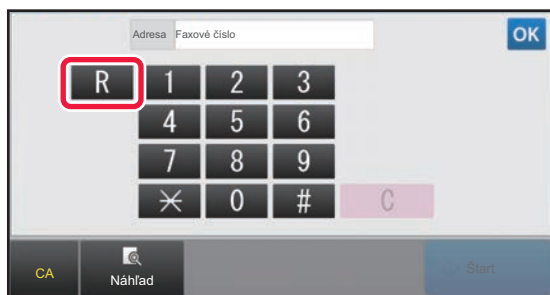 Adresa Faxové číslo OK
R 1 2 3
4 5 6
7 8 9
* 0 # C
CA Náhľad Štart